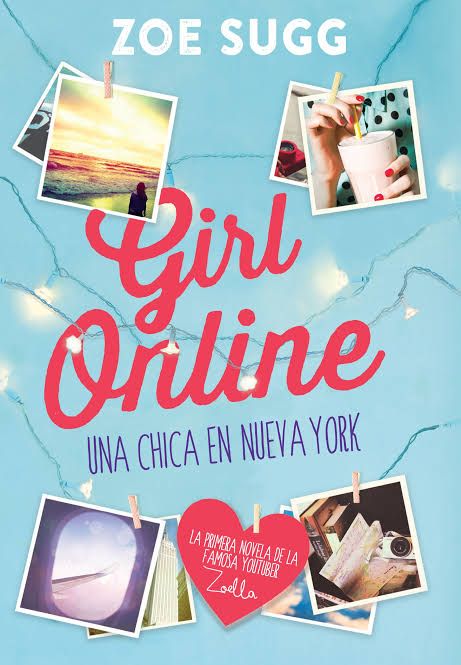 ZOE SUGG
Girl
Online
UNA CHICA EN NUEVA YORK
LA PRIMERA NOVELA DE LA
FAMOSA YOUTUBER
Zoella